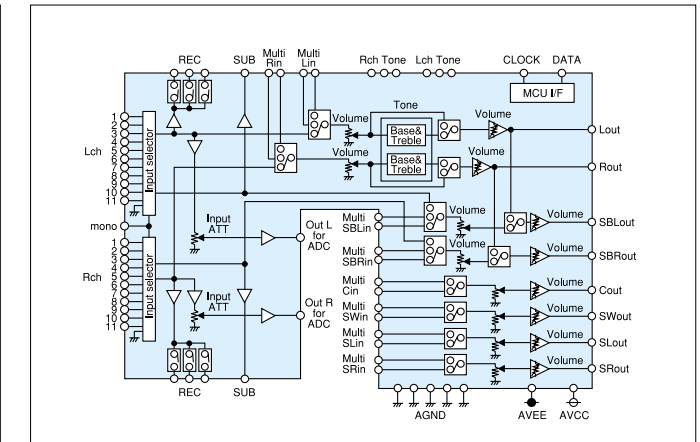 REC
SUB
Multi
Rin
Multi
Lin
Rch Tone
Lch Tone
CLOCK
DATA
MCU I/F
Tone
Volume
Volume
Base&
Treble
Lout
1
2
3
4
5
6
7
8
9
10
11
Lch
Input selector
Volume
Base&
Treble
Volume
Rout
mono
Input
ATT
Out L
for
ADC
Multi
SBLin
Volume
Volume
SBLout
Multi
SBRin
Volume
Volume
SBRout
1
2
3
4
5
6
7
8
9
10
11
Rch
Input selector
Input
ATT
Out R
for
ADC
Multi
Cin
Volume
Cout
Multi
SWin
Volume
SWout
Multi
SLin
Volume
SLout
Multi
SRin
Volume
SRout
REC
SUB
AGND
AVEE
AVCC